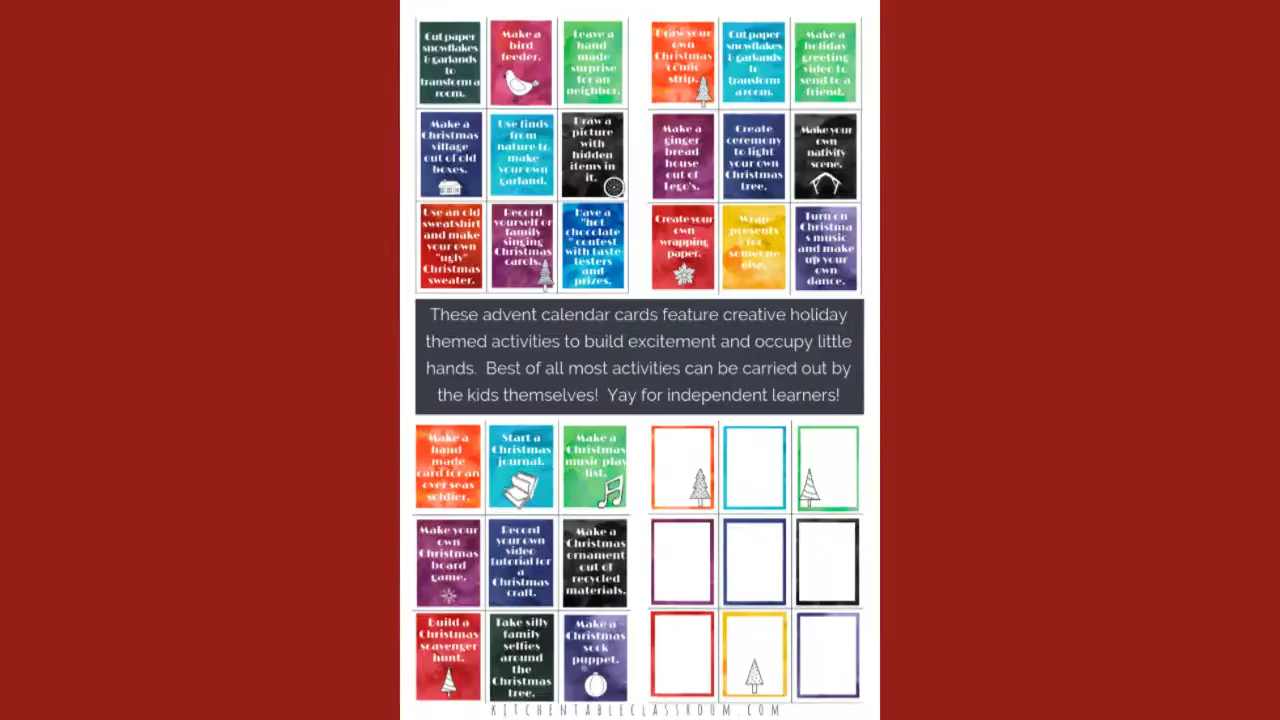 Cut paper
snowflakes
& garlands
to
transform a
room.
Make a
bird
feeder.
Leave a
hand
made
surprise
for an
neighbor.
Make a
Christmas
village
out of old
boxes.
Use finds
from
nature to
make
your own
garland.
Draw a
picture
with
hidden
items in
it.
Use an old
sweatshirt
and make
your own
"ugly"
Christmas
sweater.
Record
yourself or
family
singing
Christmas
carols.
Have a
"hot
chocolate
" contest
with taste
testers
and
prizes.
Draw your
own
Christmas
comic
strip.
Cut paper
snowflakes
& garlands
to
transform
a room.
Make a
holiday
greeting
video to
send to a
friend.
Make a
ginger
bread
house
out of
Lego's.
Create
ceremony
to light
your own
Christmas
tree.
Make your
own
nativity
scene.
Create your
own
wrapping
paper.
Wrap
presents
for
someone
else.
Turn on
Christma
s music
and make
up your
own
dance.
These advent calendar cards feature creative holiday
themed activities to build excitement and occupy little
hands. Best of all most activities can be carried out by
the kids themselves! Yay for independent learners!
Make a
hand
made
card for an
over seas
soldier.
Start a
Christmas
journal.
Make a
Christmas
music play
list.
Make your
own
Christmas
board
game.
Record
your own
video
tutorial for
a
Christmas
craft.
Make a
Christmas
ornament
out of
recycled
materials.
Build a
Christmas
scavenger
hunt.
Take silly
family
selfies
around
the
Christmas
tree.
Make a
Christmas
sock
puppet.
KITCHENTABLECLASSROOM.COM